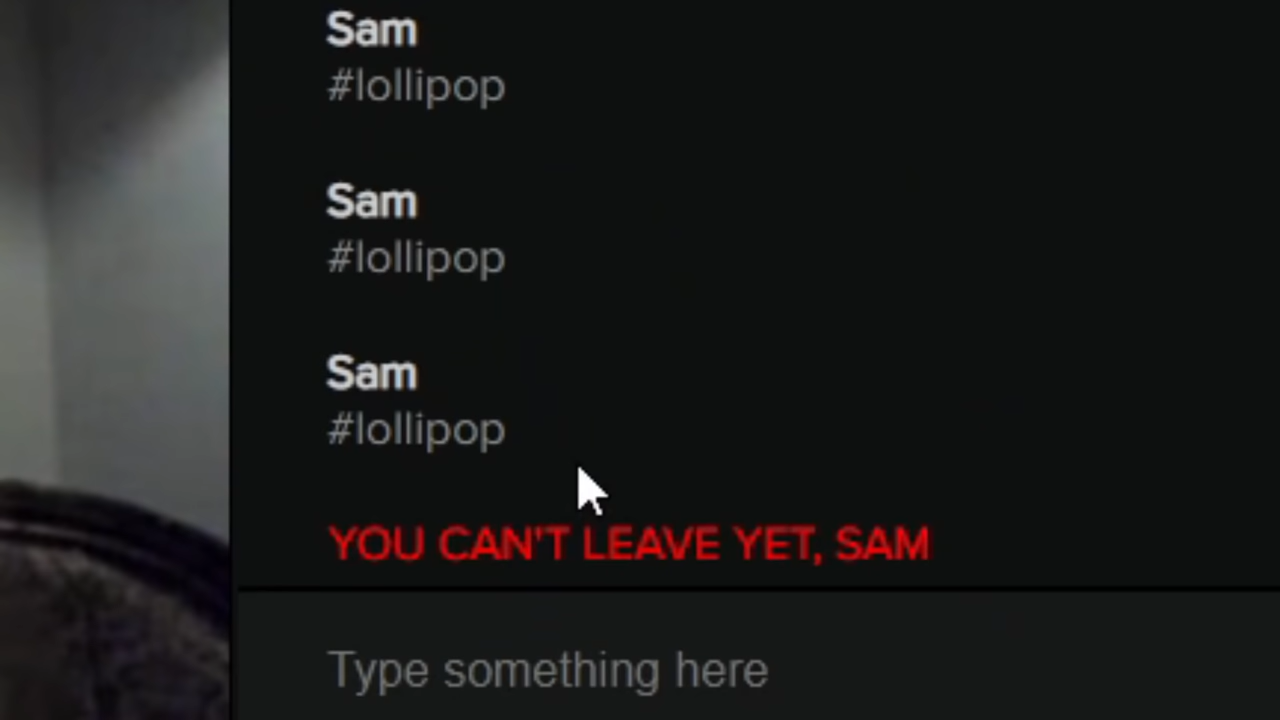 Sam
#lollipop
Sam
#lollipop
Sam
#lollipop
YOU CAN'T LEAVE YET, SAM
Type something here